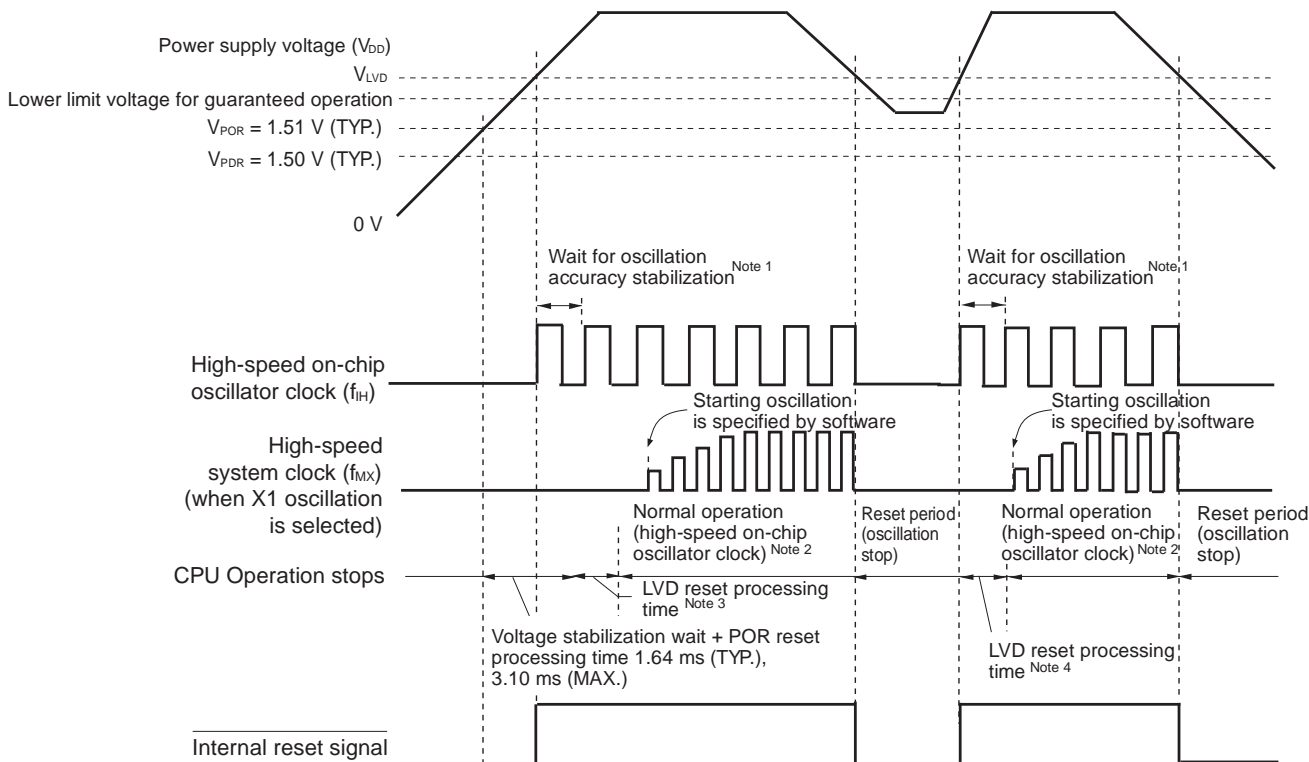 Power supply voltage (VDD)
VLVD
Lower limit voltage for guaranteed operation
VPOR = 1.51 V (TYP.)
VPDR = 1.50 V (TYP.)
0 V
Wait for oscillation
accuracy stabilization Note 1
Wait for oscillation
accuracy stabilization Note 1
High-speed on-chip
oscillator clock (fIH)
Starting oscillation
is specified by software
Starting oscillation
is specified by software
High-speed
system clock (fMX)
(when X1 oscillation
is selected)
Normal operation
(high-speed on-chip
oscillator clock) Note 2
Reset period
(oscillation
stop)
Normal operation
(high-speed on-chip
oscillator clock) Note 2
Reset period
(oscillation
stop)
CPU Operation stops
LVD reset processing
time Note 3
Voltage stabilization wait + POR reset
processing time 1.64 ms (TYP.),
3.10 ms (MAX.)
LVD reset processing
time Note 4
Internal reset signal